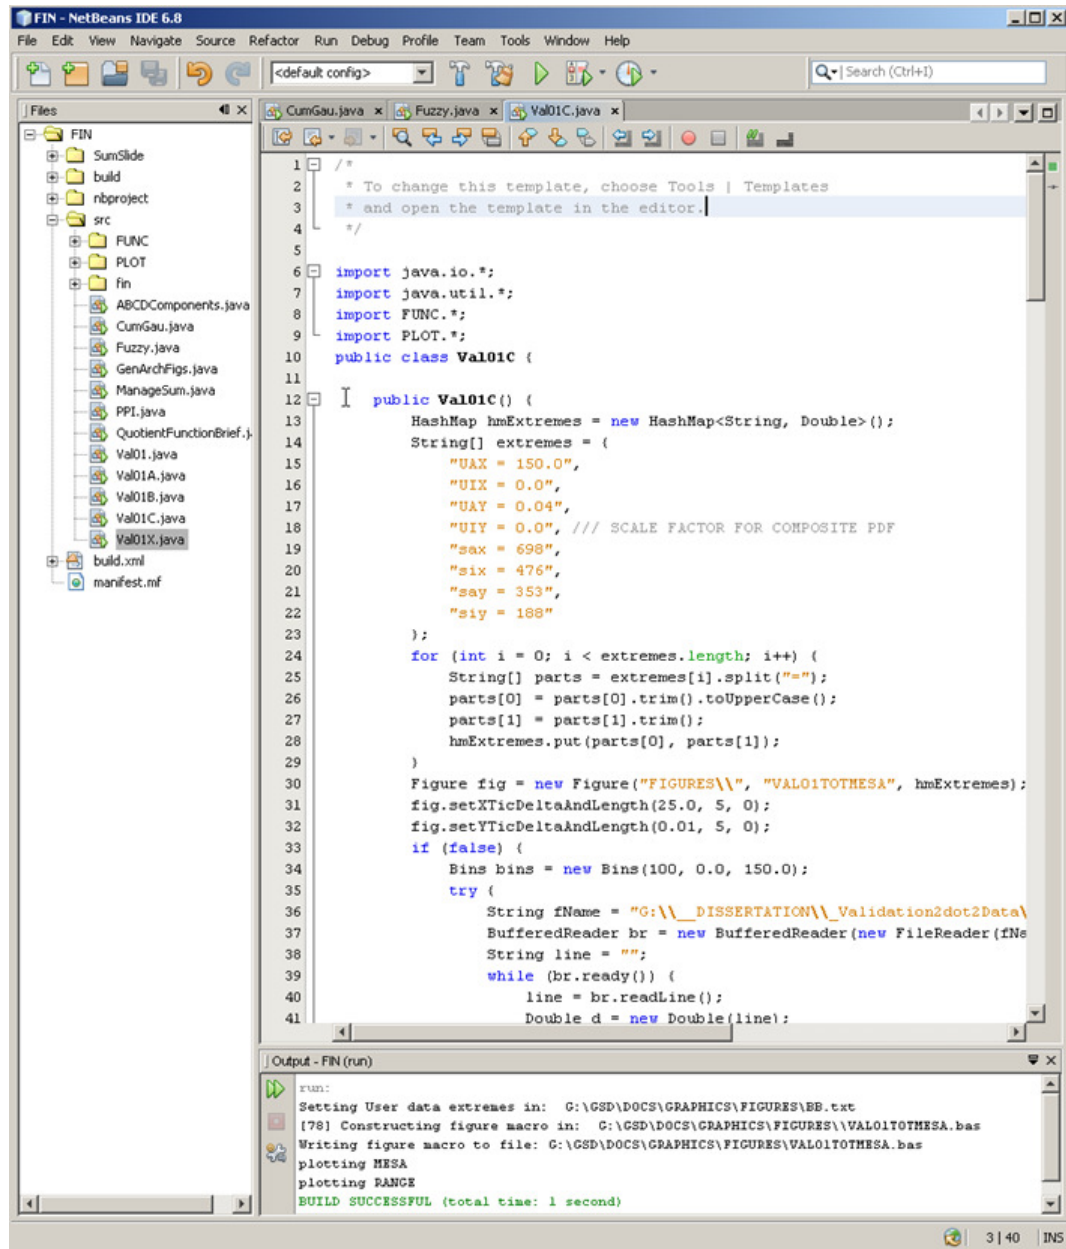 FIN - NetBeans IDE 6.8
File Edit View Navigate Source Refactor Run Debug Profile Team Tools Window Help
<default config>
Search (Ctrl+I)
Files
FIN
SumSlide
build
nbproject
src
FUNC
PLOT
fin
ABCDComponents.java
CumGau.java
Fuzzy.java
GenArchFigs.java
ManageSum.java
PPI.java
QuotientFunctionBrief.j
Val01.java
Val01A.java
Val01B.java
Val01C.java
Val01X.java
build.xml
manifest.mf
CumGau.java x Fuzzy.java x Val01C.java x
1 /*
2 * To change this template, choose Tools | Templates
3 * and open the template in the editor.
4 */
5
6 import java.io.*;
7 import java.util.*;
8 import FUNC.*;
9 import PLOT.*;
10 public class Val01C {
11
12 public Val01C() {
13 HashMap hmExtremes = new HashMap<String, Double>();
14 String[] extremes = {
15 "UAX = 150.0",
16 "UIX = 0.0",
17 "UAY = 0.04",
18 "UIY = 0.0", /// SCALE FACTOR FOR COMPOSITE PDF
19 "sax = 698",
20 "six = 476",
21 "say = 353",
22 "siy = 188"
23 };
24 for (int i = 0; i < extremes.length; i++) {
25 String[] parts = extremes[i].split("=");
26 parts[0] = parts[0].trim().toUpperCase();
27 parts[1] = parts[1].trim();
28 hmExtremes.put(parts[0], parts[1]);
29 }
30 Figure fig = new Figure("FIGURES\\", "VAL01TOTMESA", hmExtremes);
31 fig.setXTicDeltaAndLength(25.0, 5, 0);
32 fig.setYTicDeltaAndLength(0.01, 5, 0);
33 if (false) {
34 Bins bins = new Bins(100, 0.0, 150.0);
35 try {
36 String fName = "G:\\__DISSERTATION\\_Validation2dot2Data\
37 BufferedReader br = new BufferedReader(new FileReader(fNa
38 String line = "";
39 while (br.ready()) {
40 line = br.readLine();
41 Double d = new Double(line);
Output - FIN (run)
run:
Setting User data extremes in: G:\GSD\DOCS\GRAPHICS\FIGURES\BB.txt
[78] Constructing figure macro in: G:\GSD\DOCS\GRAPHICS\FIGURES\\VAL01TOTMESA.bas
Writing figure macro to file: G:\GSD\DOCS\GRAPHICS\FIGURES\VAL01TOTMESA.bas
plotting MESA
plotting RANGE
BUILD SUCCESSFUL (total time: 1 second)
3 | 40 INS